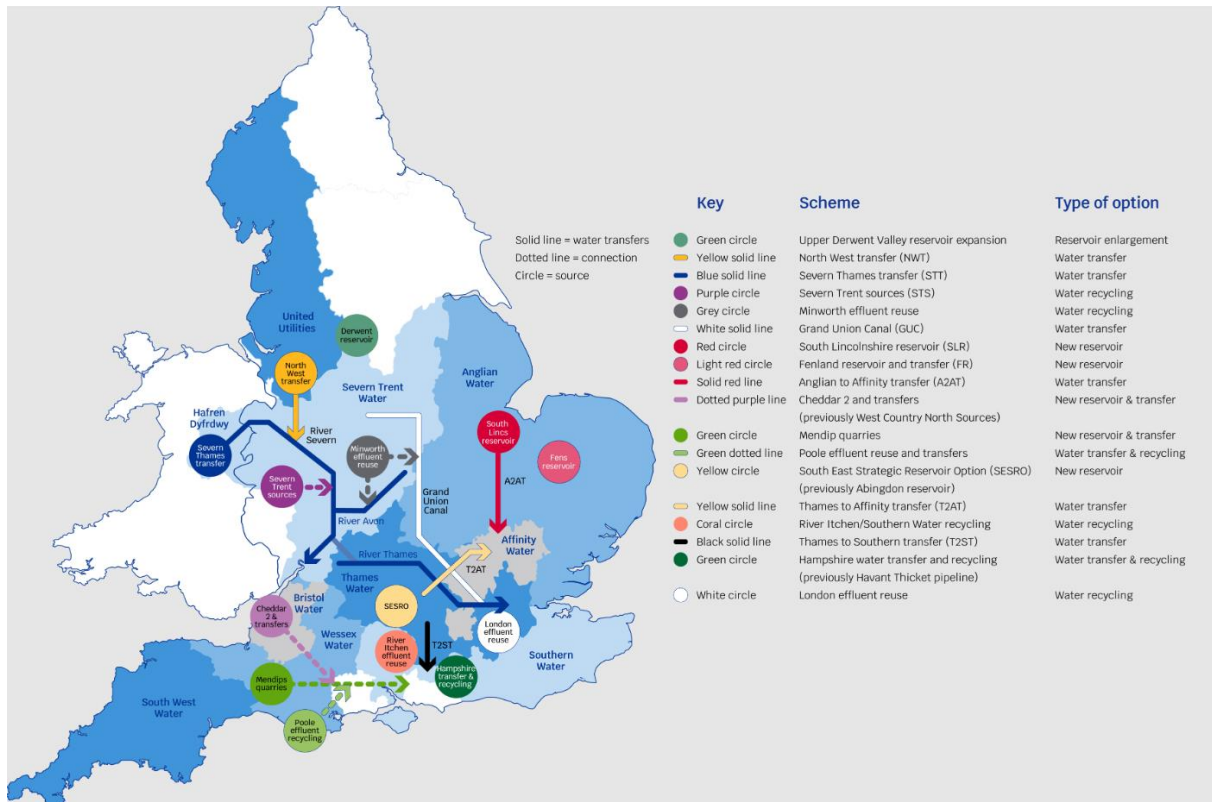 Solid line = water transfers
Dotted line = connection
Circle = source
United
Utilities
Derwent
reservoir
North
West
transfer
Severn Trent
Water
Anglian
Water
Hafren
Dyfrdwy
River
Severn
Severn
Thames
transfer
Minworth
effluent
reuse
South
Lincs
reservoir
Fens
reservoir
Severn
Trent
sources
A2AT
Grand
Union
Canal
River Avon
Affinity
Water
River Thames
T2AT
Thames
Water
Bristol
Water
Cheddar
2 &
transfers
SESRO
London
effluent
reuse
Wessex
Water
River
Itchen
effluent
reuse
T2ST
Southern
Water
Hampshire
transfer &
recycling
Mendips
quarries
South West
Water
Poole
effluent
recycling
Key Scheme Type of option
Green circle Upper Derwent Valley reservoir expansion Reservoir enlargement
Yellow solid line North West transfer (NWT) Water transfer
Blue solid line Severn Thames transfer (STT) Water transfer
Purple circle Severn Trent sources (STS) Water recycling
Grey circle Minworth effluent reuse Water recycling
White solid line Grand Union Canal (GUC) Water transfer
Red circle South Lincolnshire reservoir (SLR) New reservoir
Light red circle Fenland reservoir and transfer (FR) New reservoir
Solid red line Anglian to Affinity transfer (A2AT) Water transfer
Dotted purple line Cheddar 2 and transfers New reservoir & transfer
(previously West Country North Sources)
Green circle Mendip quarries New reservoir & transfer
Green dotted line Poole effluent reuse and transfers Water transfer & recycling
Yellow circle South East Strategic Reservoir Option (SESRO) New reservoir
(previously Abingdon reservoir)
Yellow solid line Thames to Affinity transfer (T2AT) Water transfer
Coral circle River Itchen/Southern Water recycling Water recycling
Black solid line Thames to Southern transfer (T2ST) Water transfer
Green circle Hampshire water transfer and recycling Water transfer & recycling
(previously Havant Thicket pipeline)
White circle London effluent reuse Water recycling